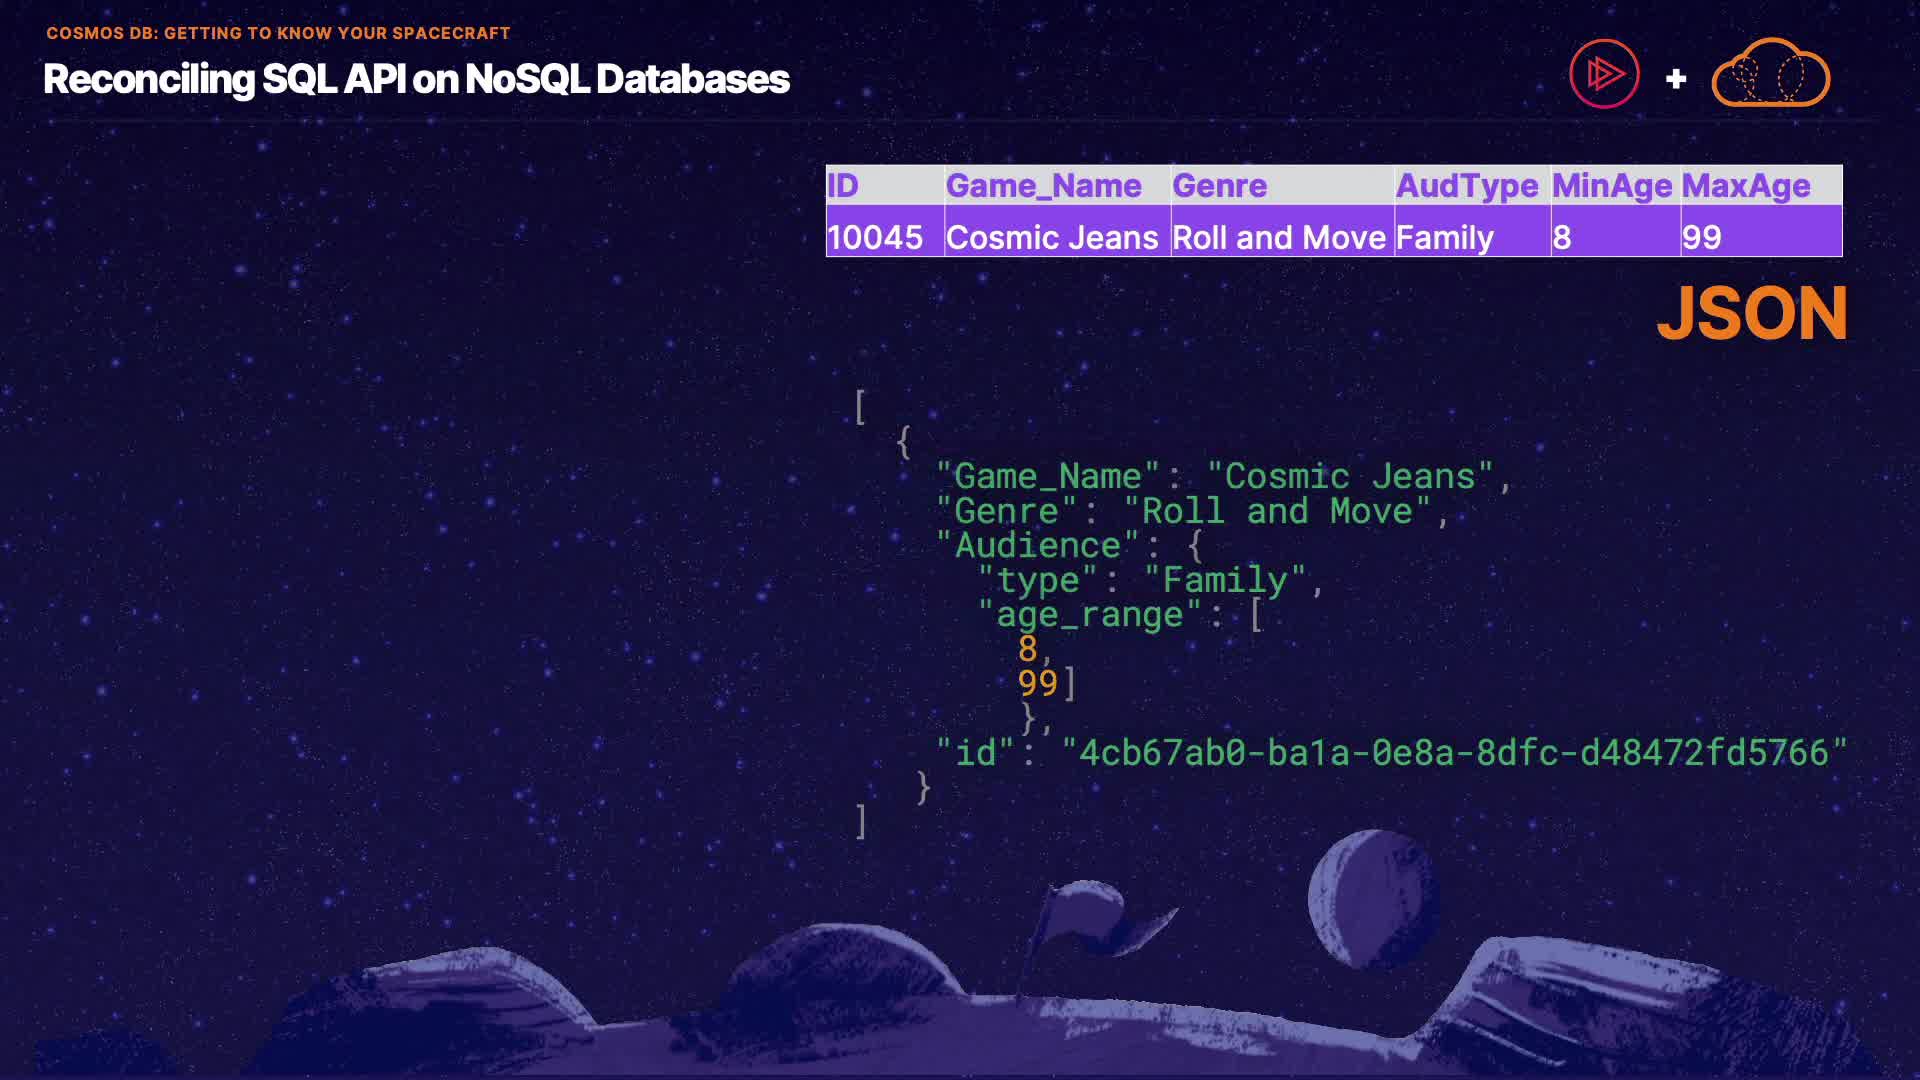 COSMOS DB: GETTING TO KNOW YOUR SPACECRAFT
Reconciling SQL API on NoSQL Databases
+
ID Game_Name Genre AudType MinAge MaxAge
10045 Cosmic Jeans Roll and Move Family 8 99
JSON
[
{
"Game_Name": "Cosmic Jeans",
"Genre": "Roll and Move",
"Audience": {
"type": "Family",
"age_range": [
8,
99]
},
"id": "4cb67ab0-ba1a-0e8a-8dfc-d48472fd5766"
}
]